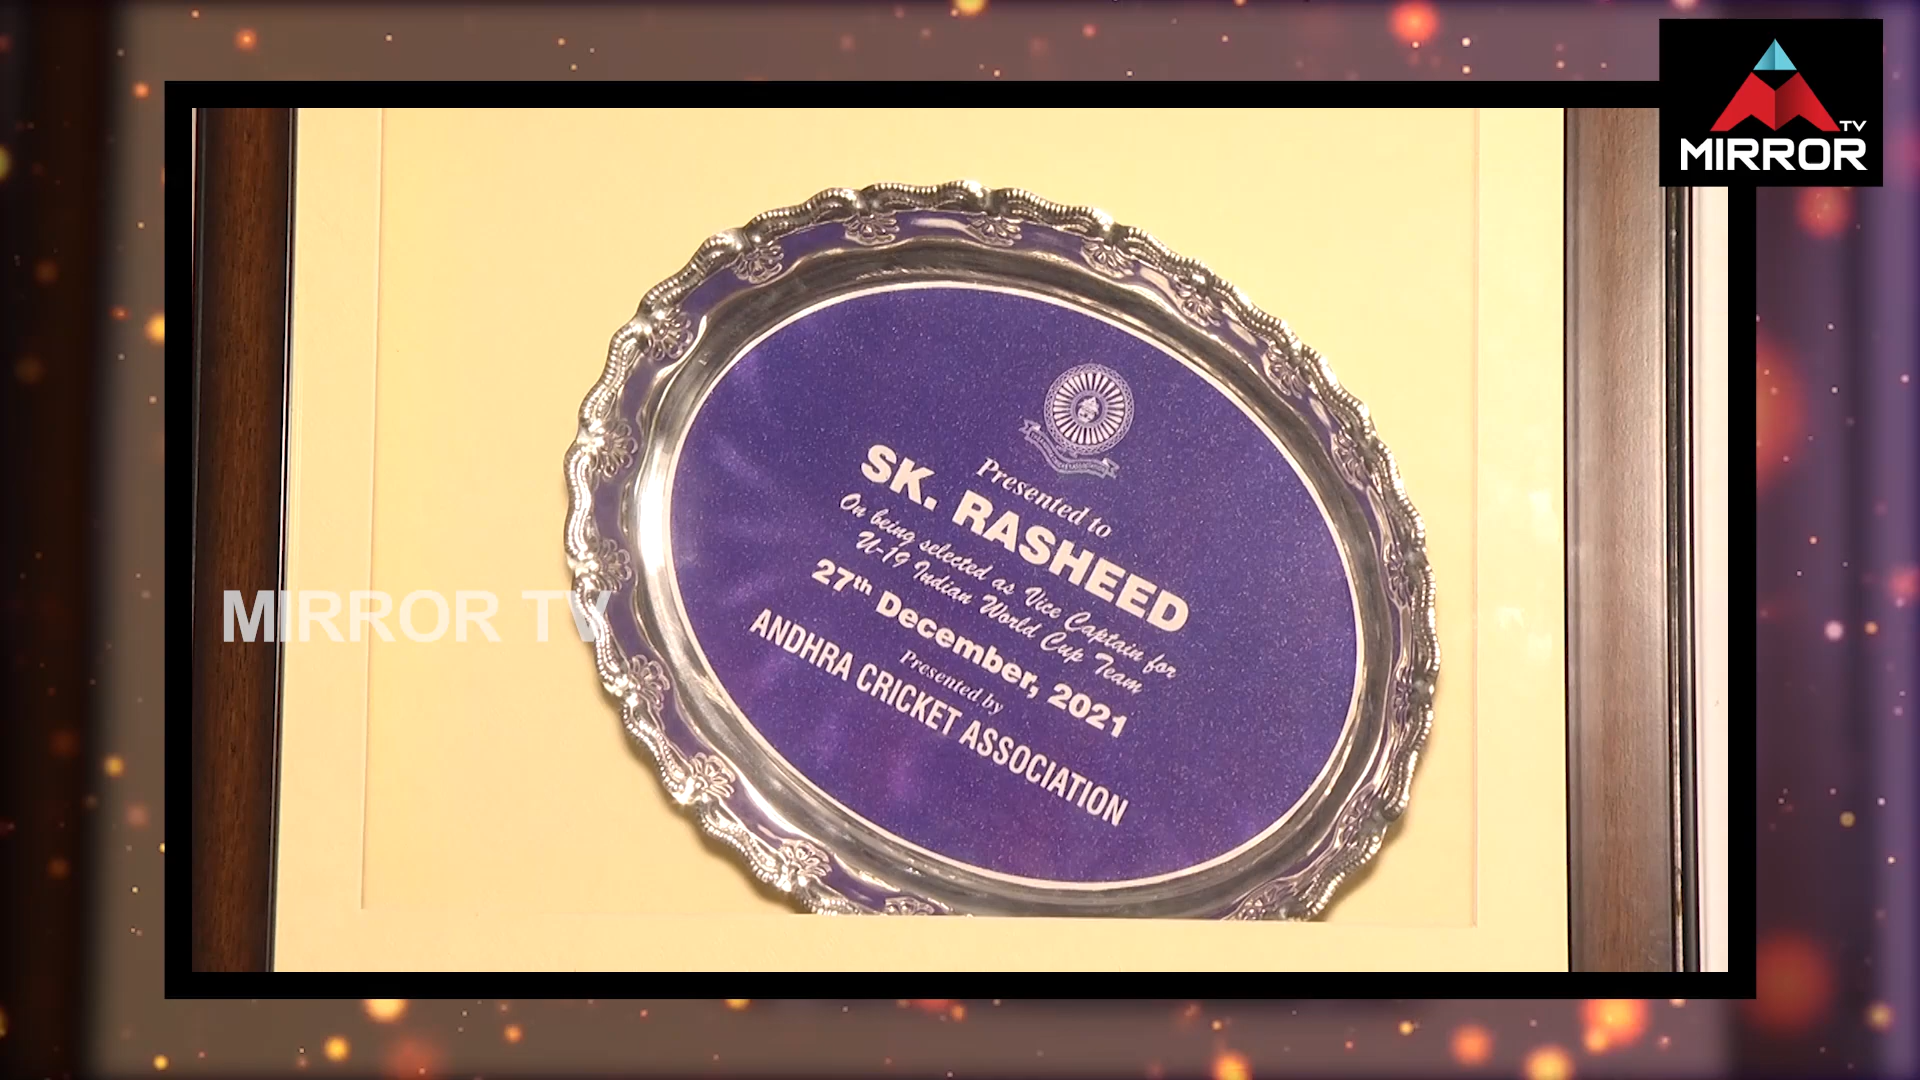 TV
MIRROR
Presented to
SK. RASHEED
On being selected as Vice Captain for
U-19 Indian World Cup Team
27th December, 2021
Presented by
ANDHRA CRICKET ASSOCIATION
MIRROR TV